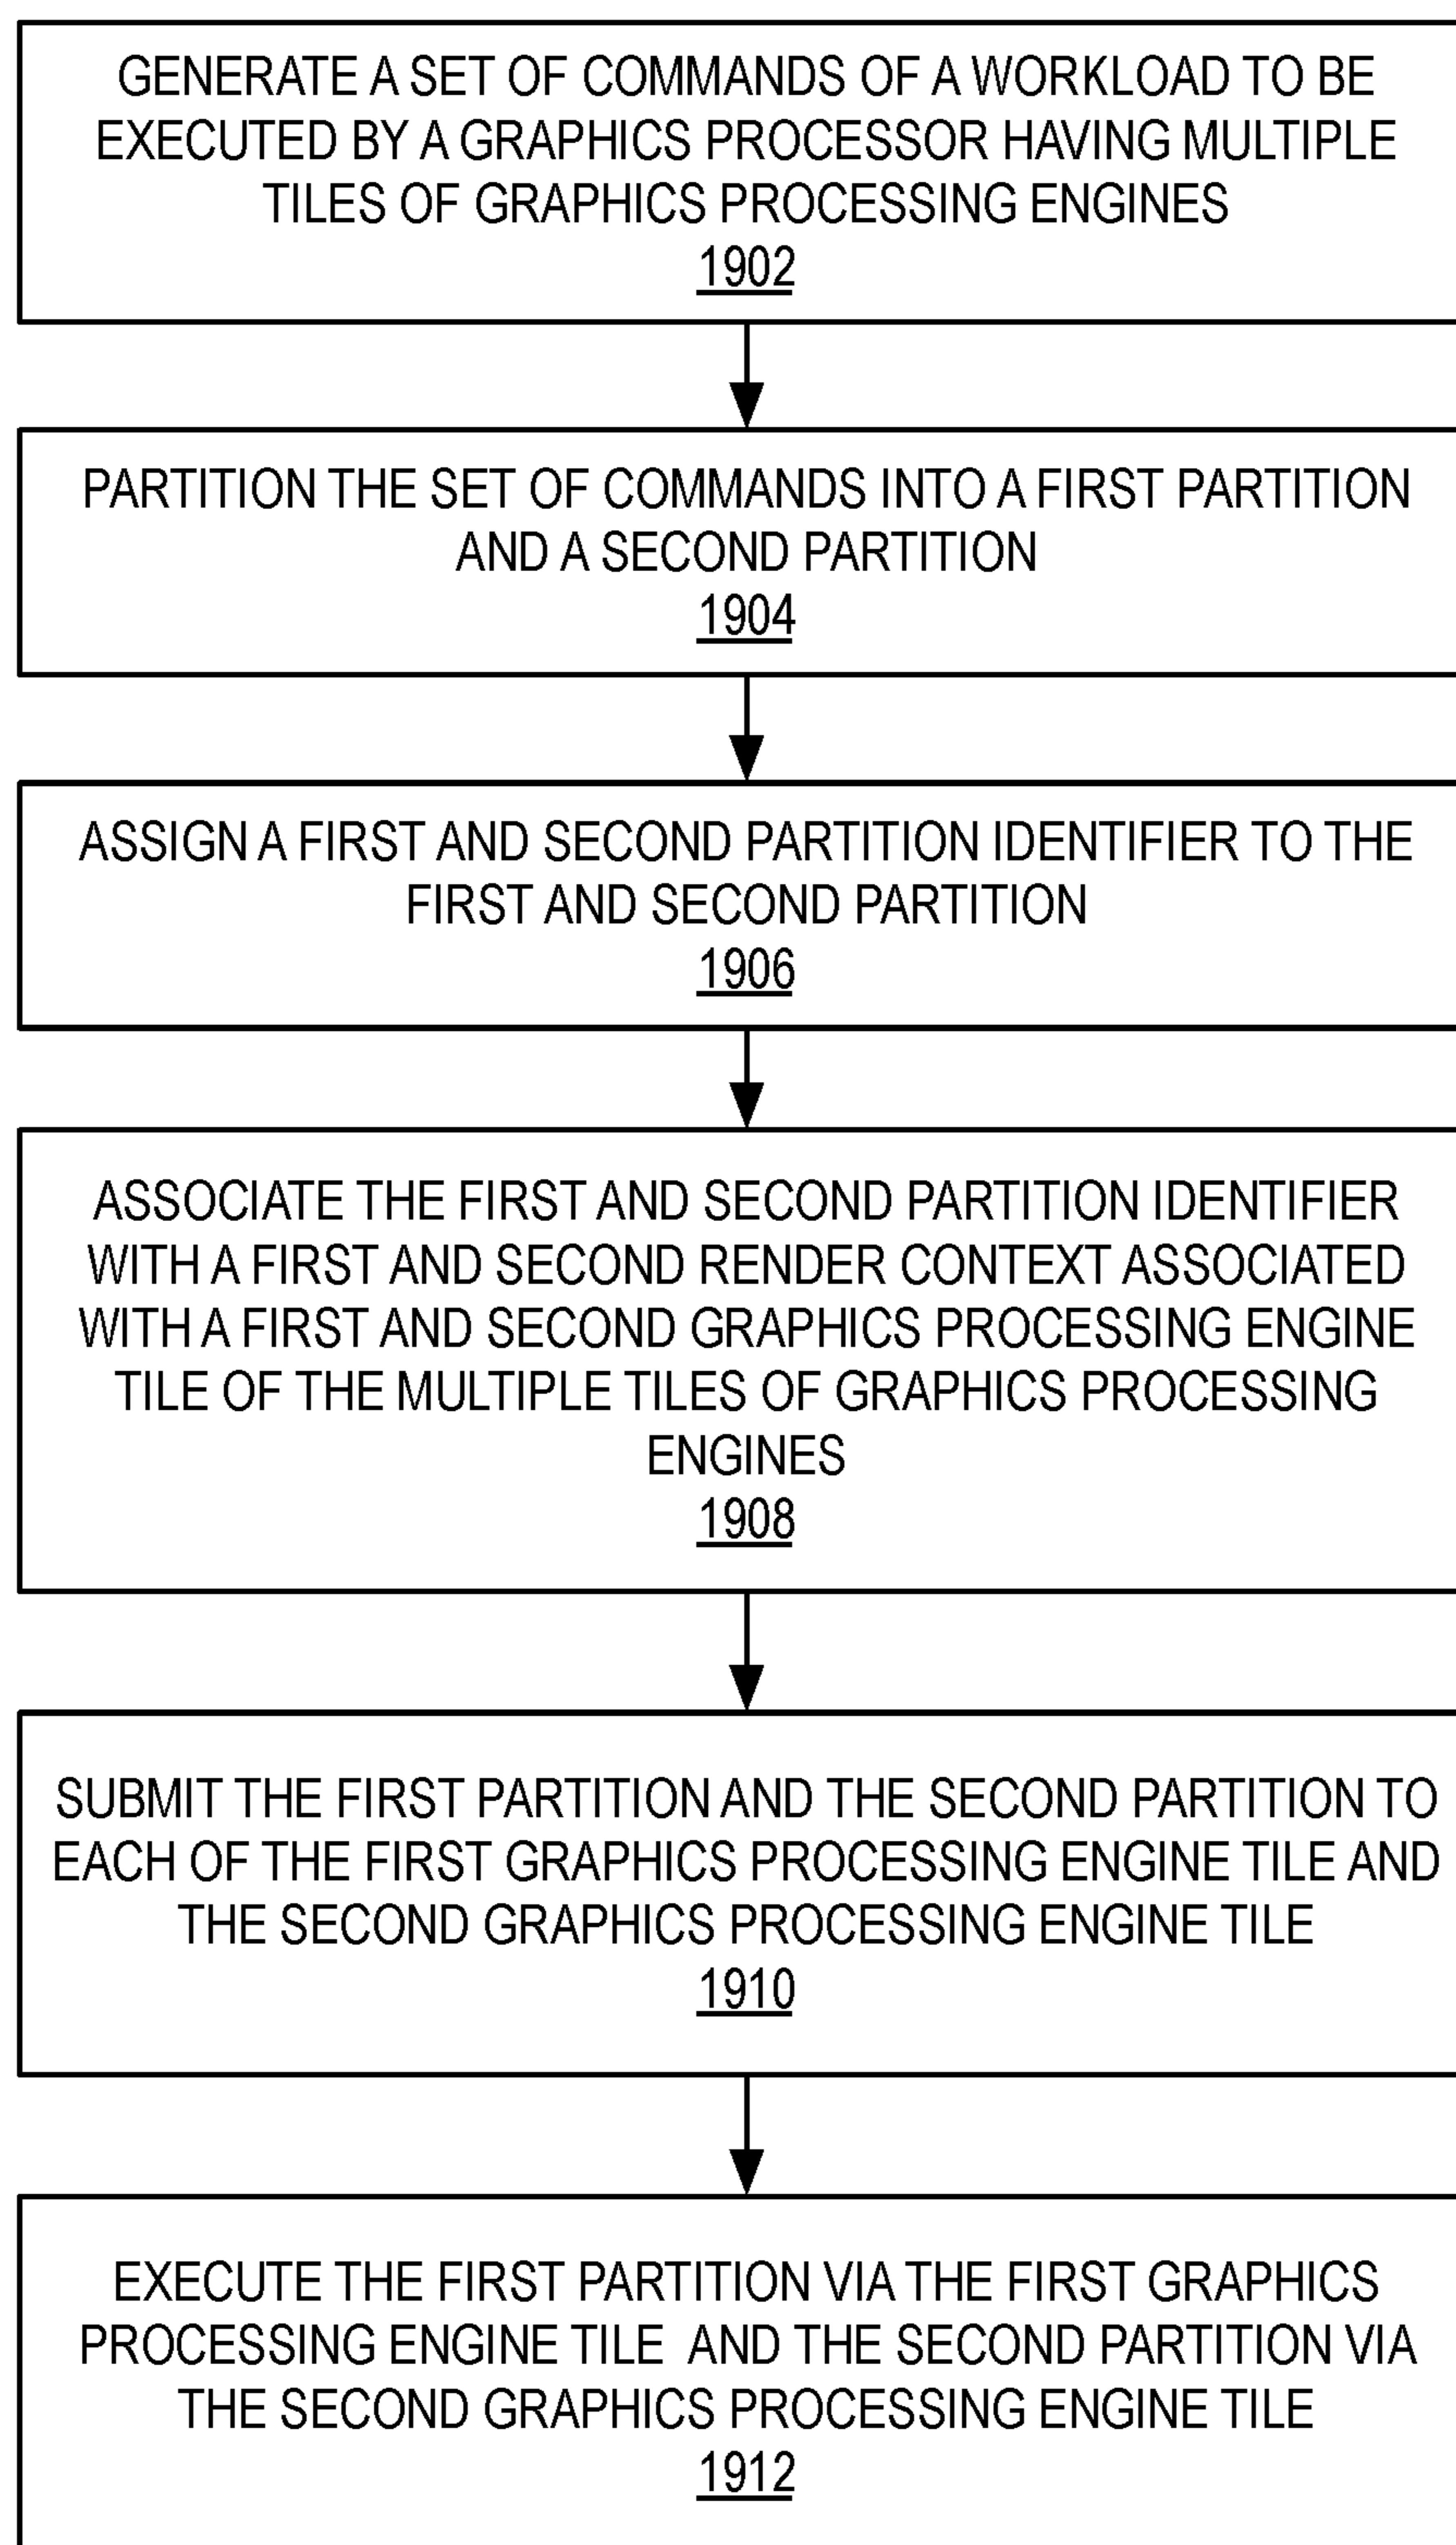 GENERATE A SET OF COMMANDS OF A WORKLOAD TO BE
EXECUTED BY A GRAPHICS PROCESSOR HAVING MULTIPLE
TILES OF GRAPHICS PROCESSING ENGINES
1902
PARTITION THE SET OF COMMANDS INTO A FIRST PARTITION
AND A SECOND PARTITION
1904
ASSIGN A FIRST AND SECOND PARTITION IDENTIFIER TO THE
FIRST AND SECOND PARTITION
1906
ASSOCIATE THE FIRST AND SECOND PARTITION IDENTIFIER
WITH A FIRST AND SECOND RENDER CONTEXT ASSOCIATED
WITH A FIRST AND SECOND GRAPHICS PROCESSING ENGINE
TILE OF THE MULTIPLE TILES OF GRAPHICS PROCESSING
ENGINES
1908
SUBMIT THE FIRST PARTITION AND THE SECOND PARTITION TO
EACH OF THE FIRST GRAPHICS PROCESSING ENGINE TILE AND
THE SECOND GRAPHICS PROCESSING ENGINE TILE
1910
EXECUTE THE FIRST PARTITION VIA THE FIRST GRAPHICS
PROCESSING ENGINE TILE AND THE SECOND PARTITION VIA
THE SECOND GRAPHICS PROCESSING ENGINE TILE
1912